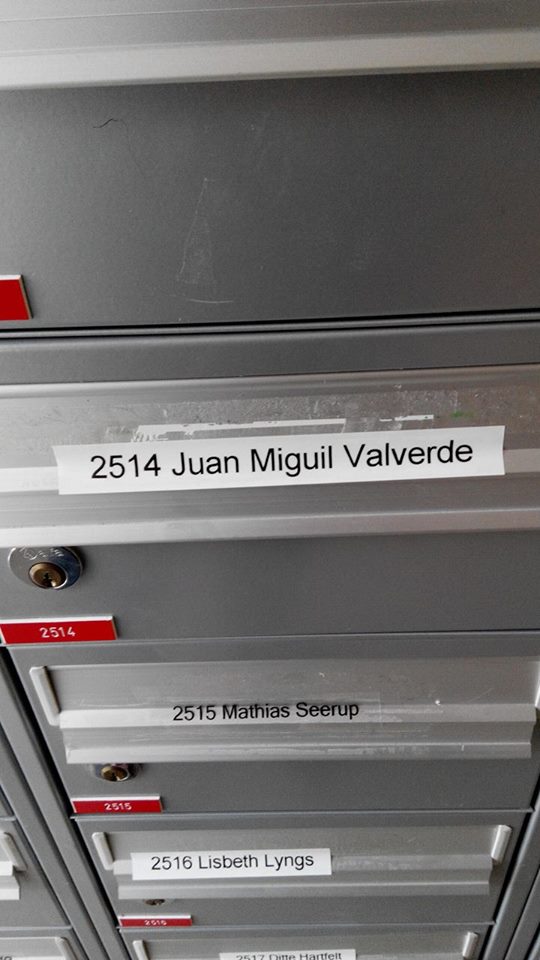 2514 Juan Miguil Valverde
2514
2515 Mathias Seerup
2515
2516 Lisbeth Lyngs
2516
2517 Ditte Hartfelt